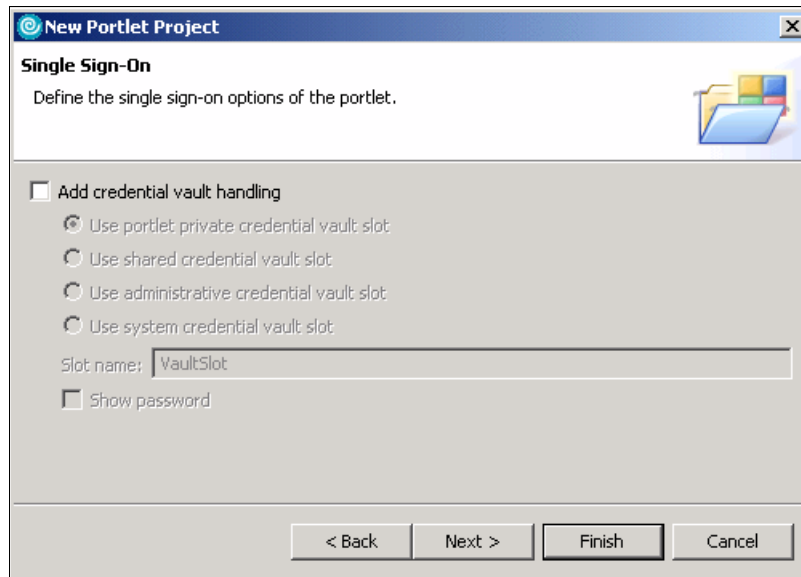 New Portlet Project
Single Sign-On
Define the single sign-on options of the portlet.
Add credential vault handling
Use portlet private credential vault slot
Use shared credential vault slot
Use administrative credential vault slot
Use system credential vault slot
Slot name: VaultSlot
Show password
< Back Next > Finish Cancel